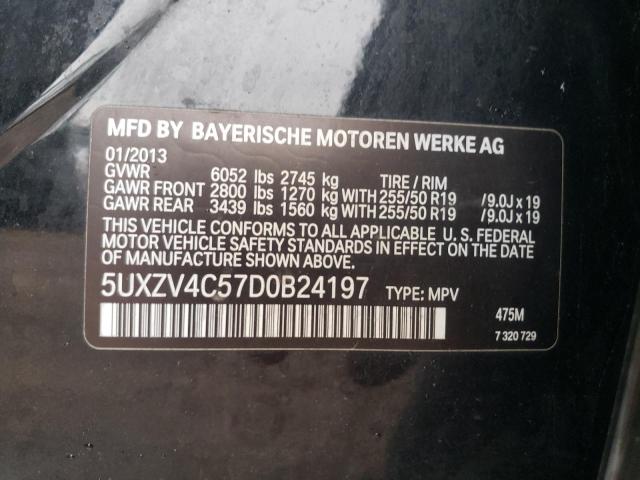 MFD BY BAYERISCHE MOTOREN WERKE AG
01/2013
GVWR 6052 lbs 2745 kg TIRE / RIM
GAWR FRONT 2800 lbs 1270 kg WITH 255/50 R19 /9.0J x 19
GAWR REAR 3439 lbs 1560 kg WITH 255/50 R19 /9.0J x 19
THIS VEHICLE CONFORMS TO ALL APPLICABLE U. S. FEDERAL
MOTOR VEHICLE SAFETY STANDARDS IN EFFECT ON THE DATE
OF MANUFACTURE SHOWN ABOVE.
5UXZV4C57D0B24197 TYPE: MPV
475M
7 320 729